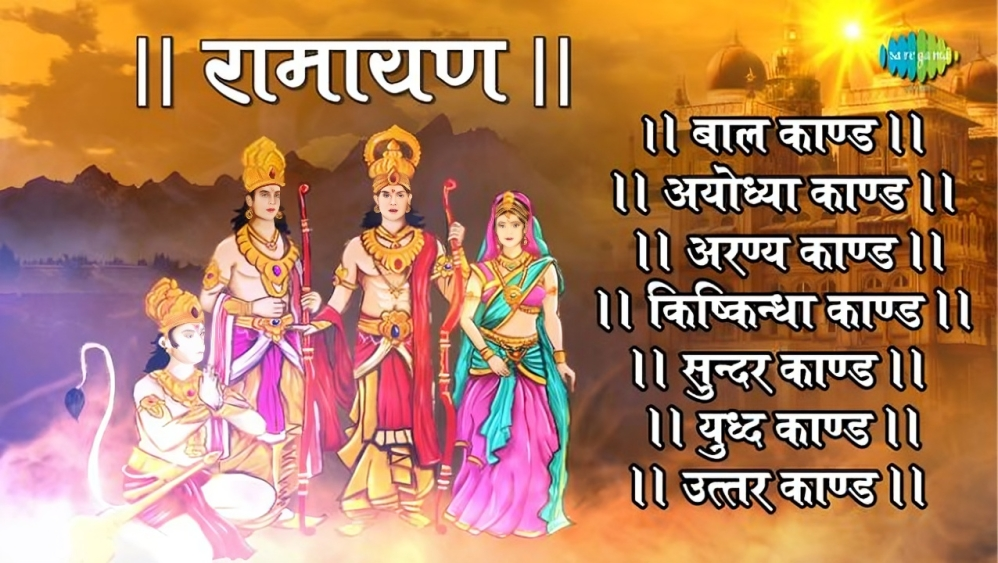 || रामायण ||
saregama
|| बाल काण्ड ||
|| अयोध्या काण्ड ||
|| अरण्य काण्ड ||
|| किष्किन्धा काण्ड ||
|| सुन्दर काण्ड ||
|| युध्द काण्ड ||
|| उत्तर काण्ड ||